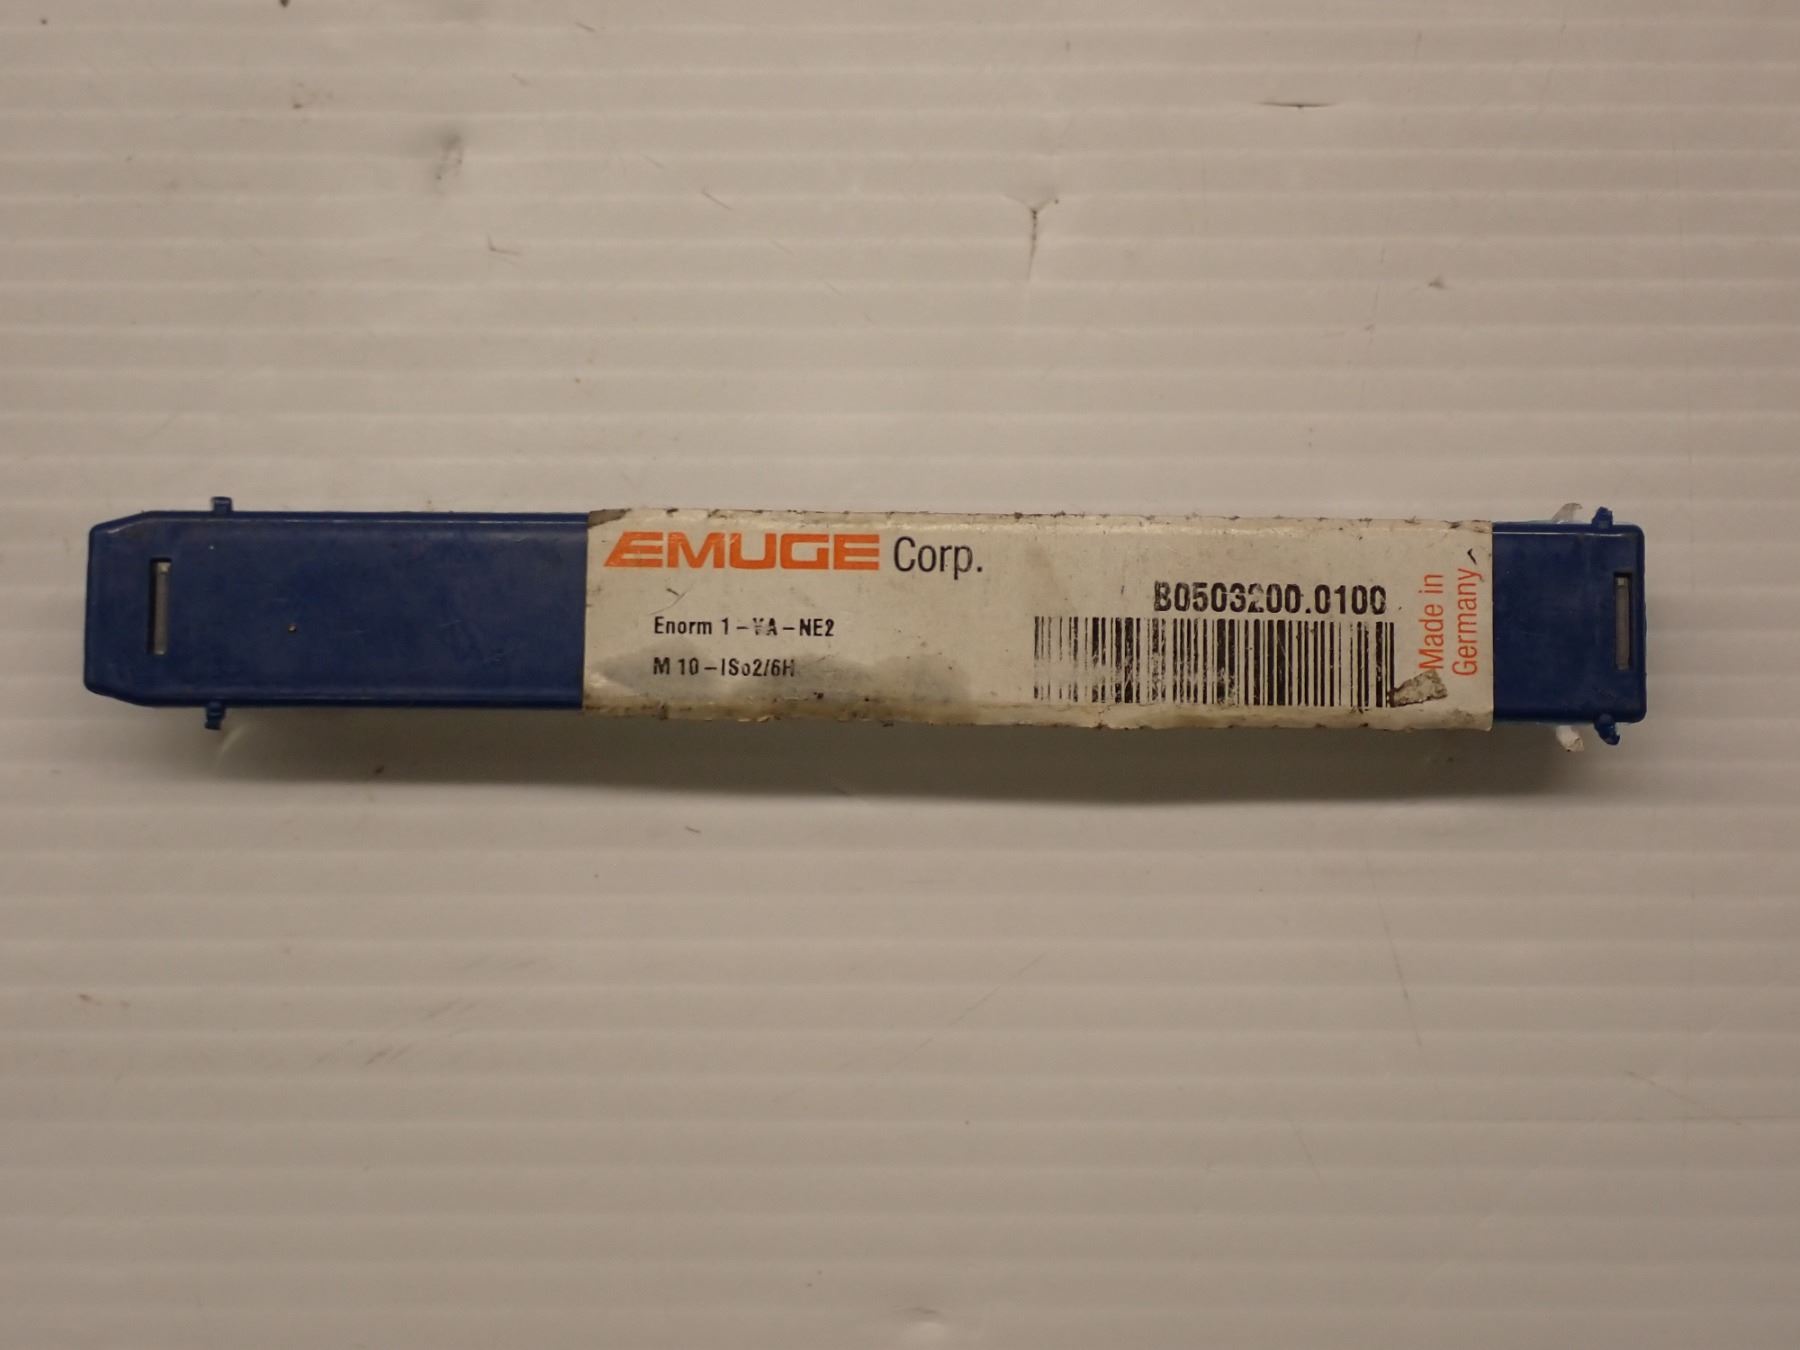 EMUGE Corp.
B0503200.0100
Enorm 1-VA-NE2
M 10-ISo2/6H
Made in
Germany